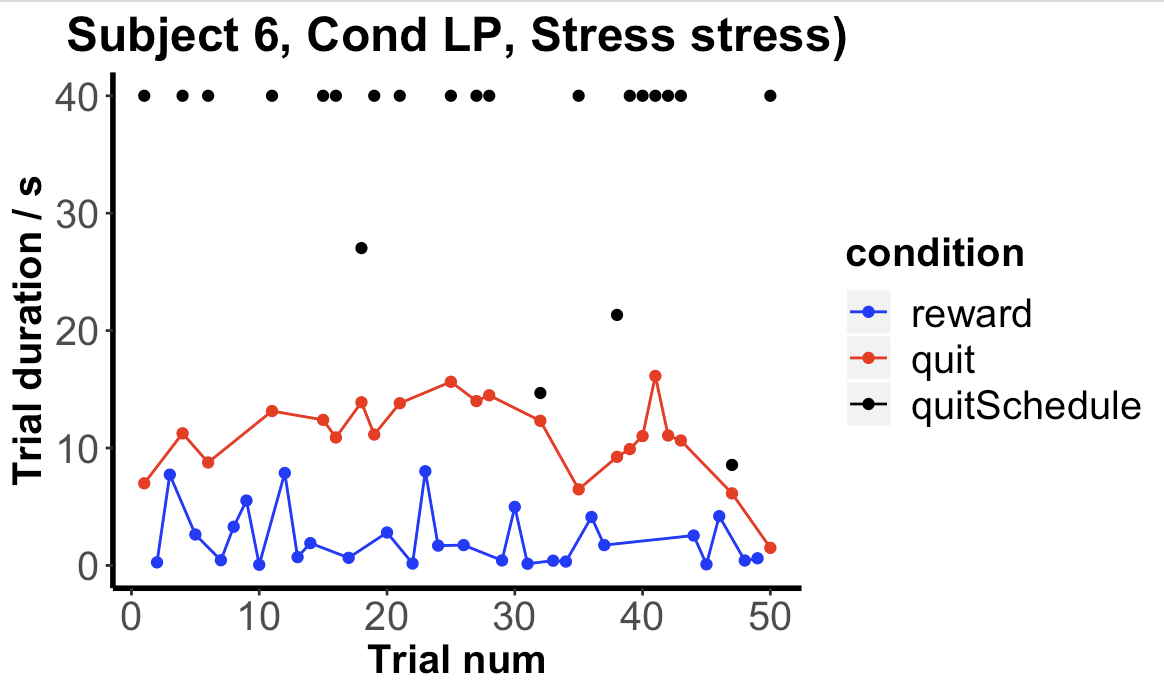 Subject 6, Cond LP, Stress stress)
Trial duration / s
40
30
20
10
0
0 10 20 30 40 50
Trial num
condition
reward
quit
quitSchedule